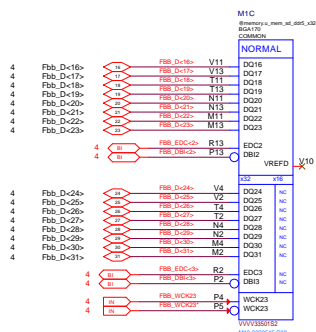 M1C
@memory.u_mem_sd_ddr5_x32
BGA170
COMMON
NORMAL
4 Fbb_D<16> 16 FBB_D<16> V11 DQ16
4 Fbb_D<17> 17 FBB_D<17> V13 DQ17
4 Fbb_D<18> 18 FBB_D<18> T11 DQ18
4 Fbb_D<19> 19 FBB_D<19> T13 DQ19
4 Fbb_D<20> 20 FBB_D<20> N11 DQ20
4 Fbb_D<21> 21 FBB_D<21> N13 DQ21
4 Fbb_D<22> 22 FBB_D<22> M11 DQ22
4 Fbb_D<23> 23 FBB_D<23> M13 DQ23
4 BI FBB_EDC<2> R13 EDC2
4 BI FBB_DBI<2> P13 DBI2
VREFD V10
x32 x16
4 Fbb_D<24> 24 FBB_D<24> V4 DQ24 NC
4 Fbb_D<25> 25 FBB_D<25> V2 DQ25 NC
4 Fbb_D<26> 26 FBB_D<26> T4 DQ26 NC
4 Fbb_D<27> 27 FBB_D<27> T2 DQ27 NC
4 Fbb_D<28> 28 FBB_D<28> N4 DQ28 NC
4 Fbb_D<29> 29 FBB_D<29> N2 DQ29 NC
4 Fbb_D<30> 30 FBB_D<30> M4 DQ30 NC
4 Fbb_D<31> 31 FBB_D<31> M2 DQ31 NC
4 BI FBB_EDC<3> R2 EDC3 NC
4 BI FBB_DBI<3> P2 DBI3 NC
4 IN FBB_WCK23 P4 WCK23
4 IN FBB_WCK23* P5 WCK23
VVVV33501S2